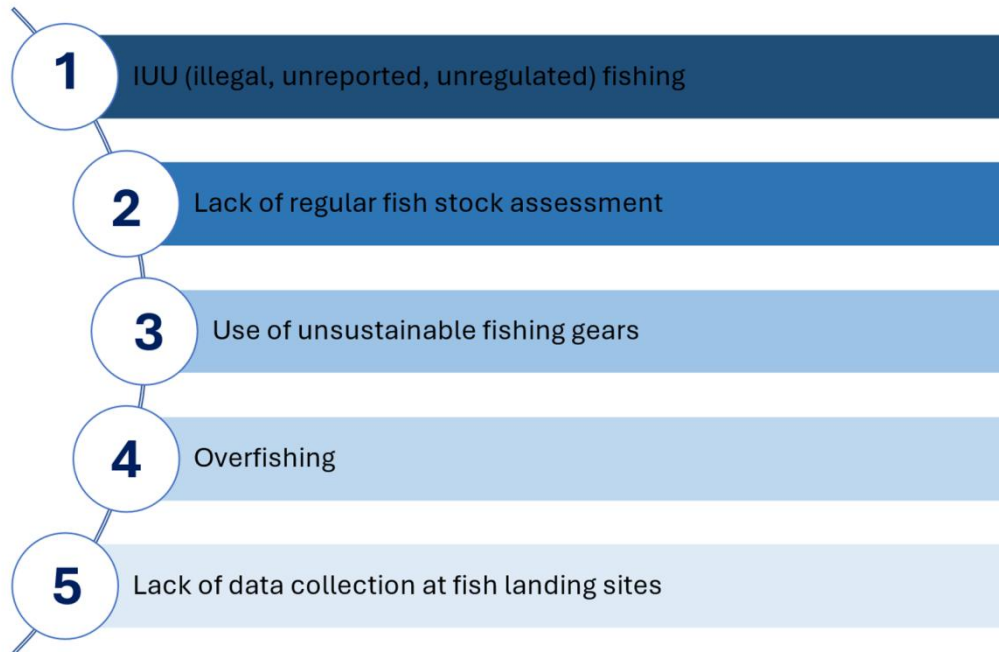 1 IUU (illegal, unreported, unregulated) fishing
2 Lack of regular fish stock assessment
3 Use of unsustainable fishing gears
4 Overfishing
5 Lack of data collection at fish landing sites